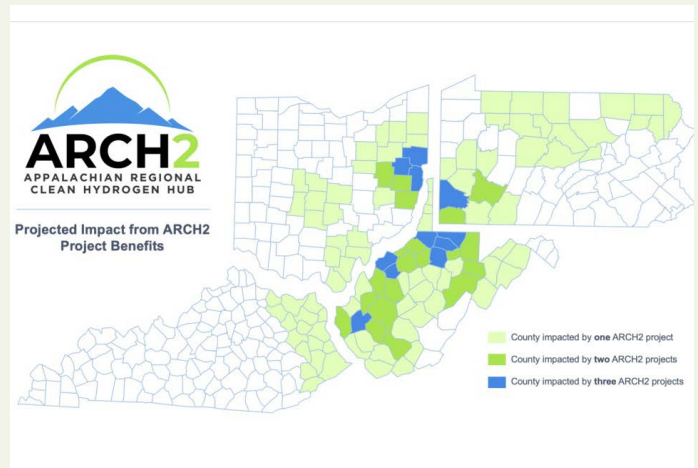 ARCH2
APPALACHIAN REGIONAL
CLEAN HYDROGEN HUB
Projected Impact from ARCH2
Project Benefits
County impacted by one ARCH2 project
County impacted by two ARCH2 projects
County impacted by three ARCH2 projects